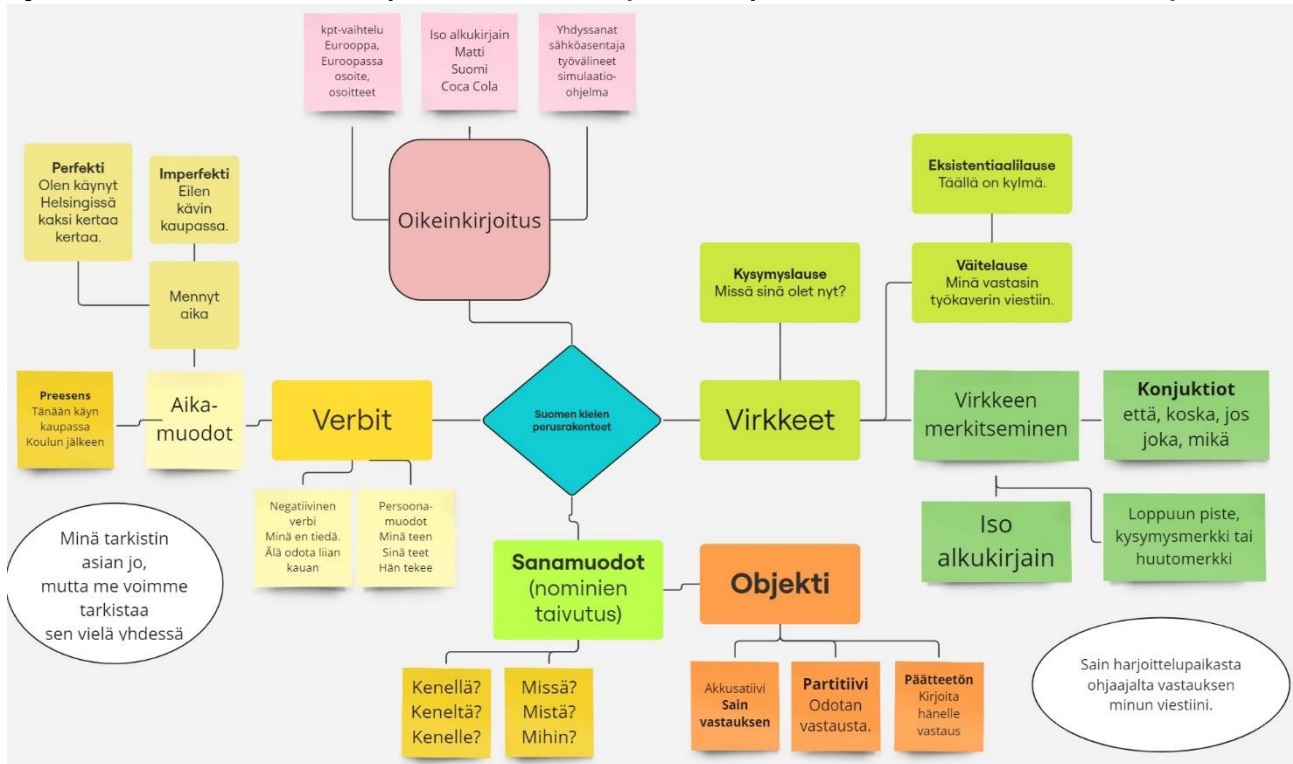 kpt-vaihtelu
Eurooppa,
Euroopassa
osoite,
osoitteet
Iso alkukirjain
Matti
Suomi
Coca Cola
Yhdyssanat
sähköasentaja
työvälineet
simulaatio-
ohjelma
Perfekti
Olen käynyt
Helsingissä
kaksi kertaa
kertaa.
Imperfekti
Eilen
kävin
kaupassa.
Mennyt
aika
Oikeinkirjoitus
Eksistentiaalilause
Täällä on kylmä.
Kysymyslause
Missä sinä olet nyt?
Väitelause
Minä vastasin
työkaverin viestiin.
Preesens
Tänään käyn
kaupassa
Koulun jälkeen
Aika-
muodot
Verbit
Suomen kielen
perusrakenteet
Virkkeet
Virkkeen
merkitseminen
Konjuktiot
että, koska, jos
joka, mikä
Negatiivinen
verbi
Minä en tiedä.
Älä odota liian
kauan
Persoona-
muodot
Minä teen
Sinä teet
Hän tekee
Iso
alkukirjain
Loppuun piste,
kysymysmerkki tai
huutomerkki
Minä tarkistin
asian jo,
mutta me voimme
tarkistaa
sen vielä yhdessä
Sanamuodot
(nominien
taivutus)
Objekti
Kenellä?
Keneltä?
Kenelle?
Missä?
Mistä?
Mihin?
Akkusatiivi
Sain
vastauksen
Partitiivi
Odotan
vastausta.
Päätteetön
Kirjoita
hänelle
vastaus
Sain harjoittelupaikasta
ohjaajalta vastauksen
minun viestiini.